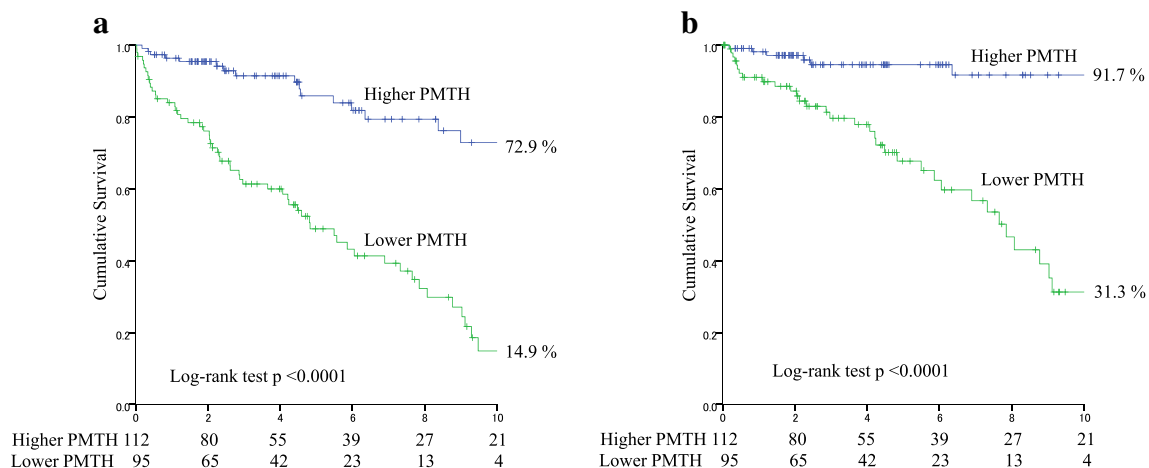 a
1.0
0.8
0.6
0.4
0.2
0.0
Cumulative Survival
Higher PMTH
72.9 %
Lower PMTH
14.9 %
Log-rank test p <0.0001
0 2 4 6 8 10
Higher PMTH 112 80 55 39 27 21
Lower PMTH 95 65 42 23 13 4
b
1.0
0.8
0.6
0.4
0.2
0.0
Cumulative Survival
Higher PMTH
91.7 %
Lower PMTH
31.3 %
Log-rank test p <0.0001
0 2 4 6 8 10
Higher PMTH 112 80 55 39 27 21
Lower PMTH 95 65 42 23 13 4